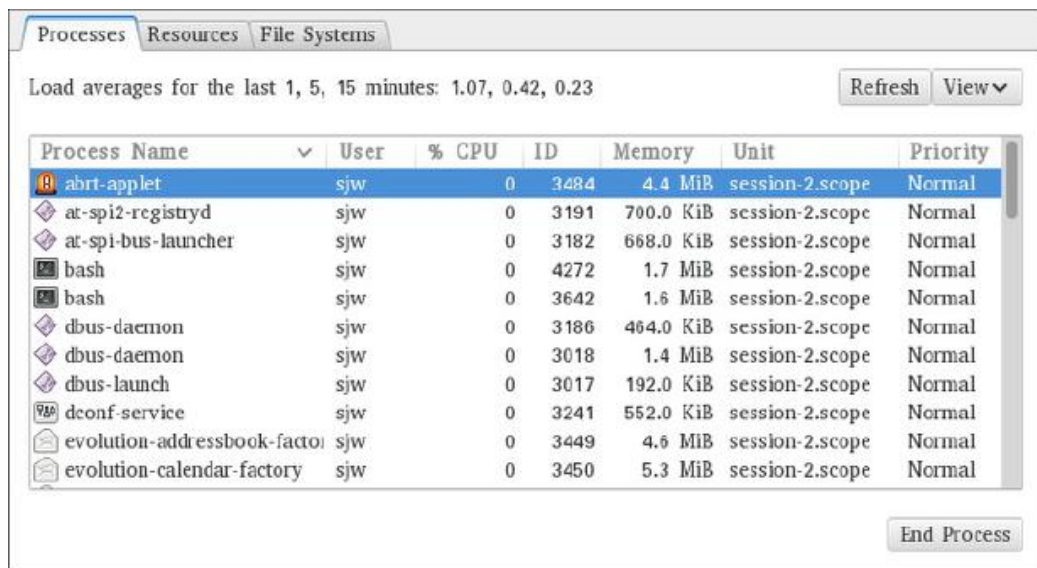 Processes Resources File Systems
Load averages for the last 1, 5, 15 minutes: 1.07, 0.42, 0.23 Refresh View
Process Name User % CPU ID Memory Unit Priority
abrt-applet sjw 0 3484 4.4 MiB session-2.scope Normal
at-spi2-registryd sjw 0 3191 700.0 KiB session-2.scope Normal
at-spi-bus-launcher sjw 0 3182 668.0 KiB session-2.scope Normal
bash sjw 0 4272 1.7 MiB session-2.scope Normal
bash sjw 0 3642 1.6 MiB session-2.scope Normal
dbus-daemon sjw 0 3186 464.0 KiB session-2.scope Normal
dbus-daemon sjw 0 3018 1.4 MiB session-2.scope Normal
dbus-launch sjw 0 3017 192.0 KiB session-2.scope Normal
dconf-service sjw 0 3241 552.0 KiB session-2.scope Normal
evolution-addressbook-factor sjw 0 3449 4.6 MiB session-2.scope Normal
evolution-calendar-factory sjw 0 3450 5.3 MiB session-2.scope Normal
End Process